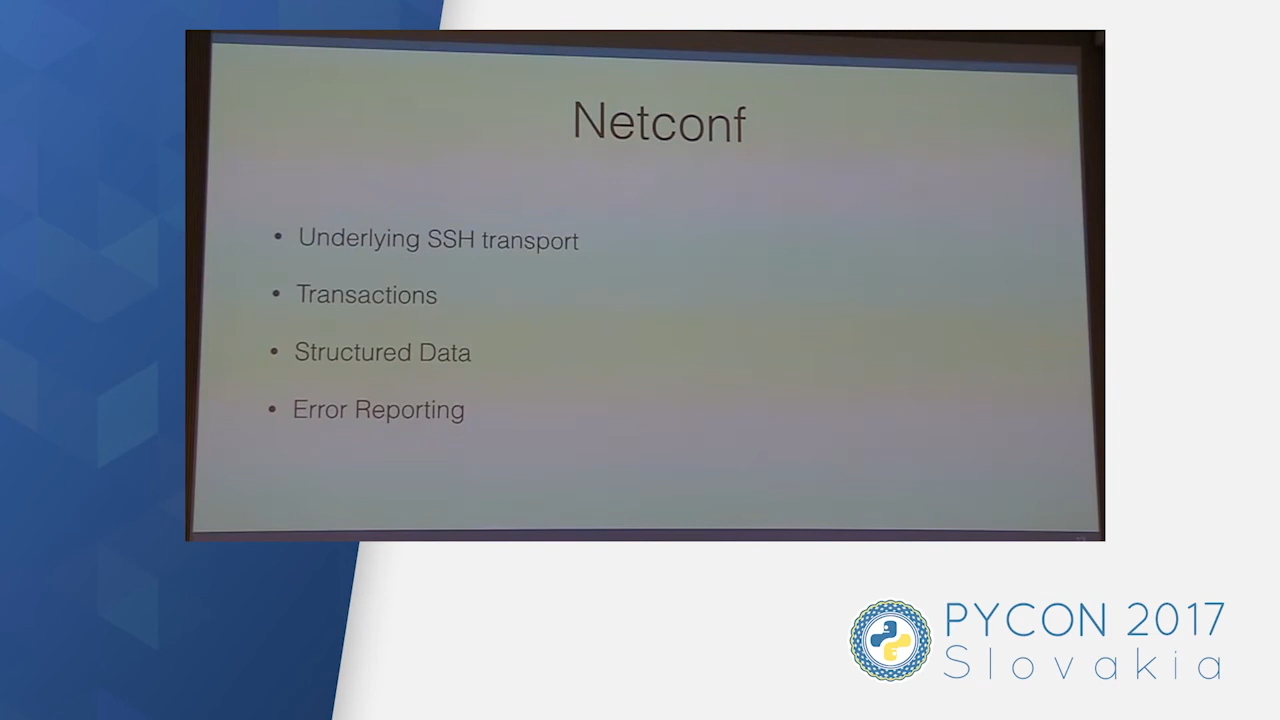 Netconf
• Underlying SSH transport
• Transactions
• Structured Data
• Error Reporting
PYCON 2017
Slovakia